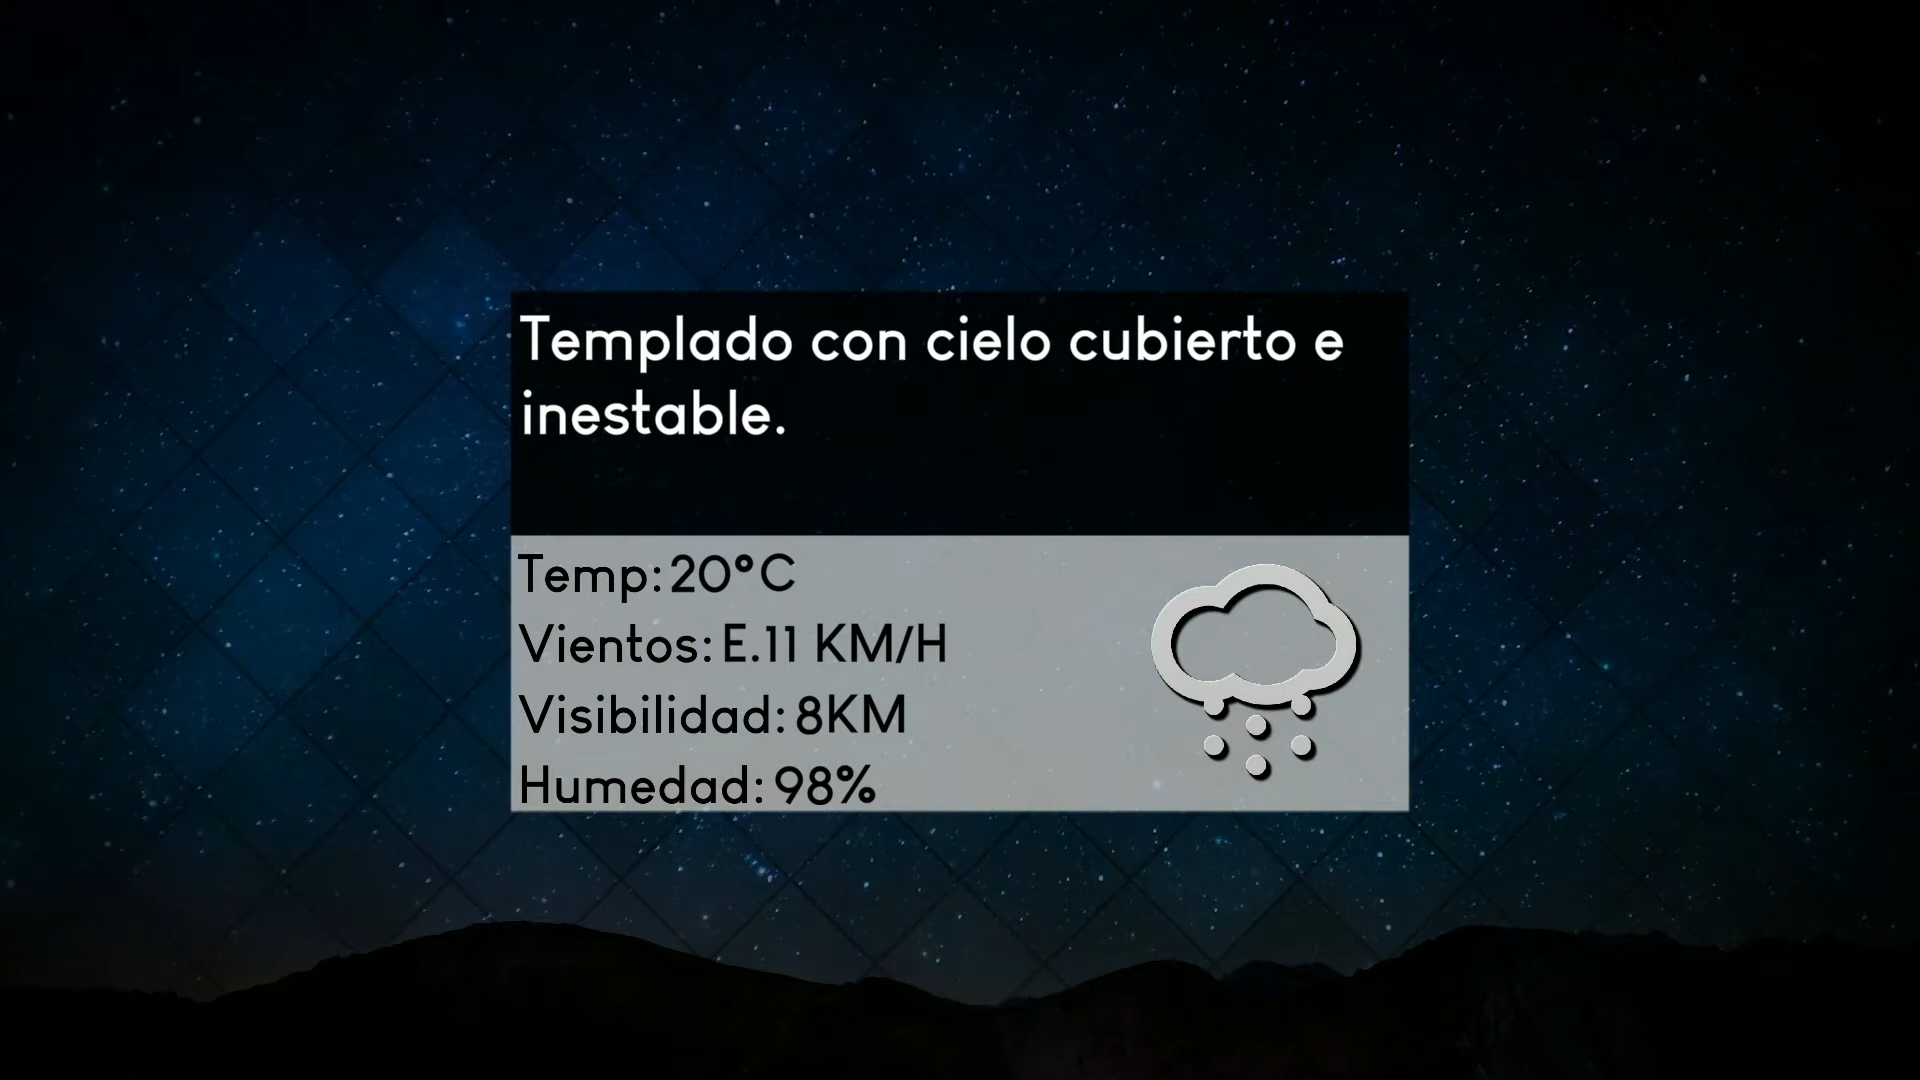 Templado con cielo cubierto e
inestable.
Temp: 20°C
Vientos: E.11 KM/H
Visibilidad: 8KM
Humedad: 98%